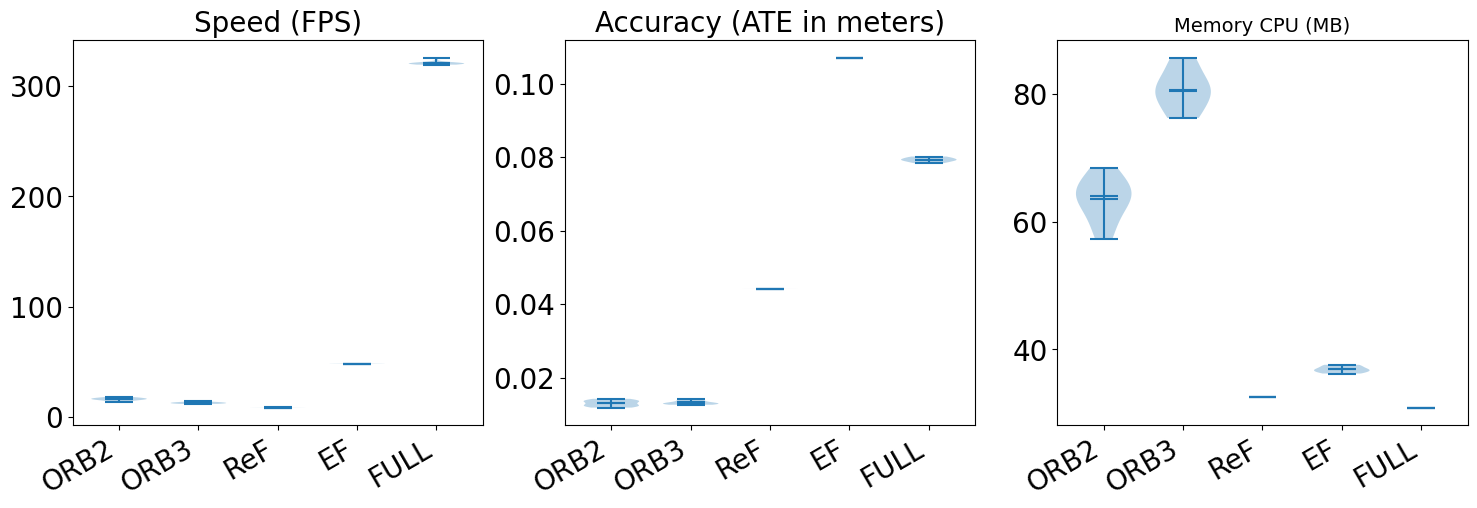 Speed (FPS)
300
200
100
0
ORB2
ORB3
ReF
EF
FULL
Accuracy (ATE in meters)
0.10
0.08
0.06
0.04
0.02
ORB2
ORB3
ReF
EF
FULL
Memory CPU (MB)
80
60
40
ORB2
ORB3
ReF
EF
FULL